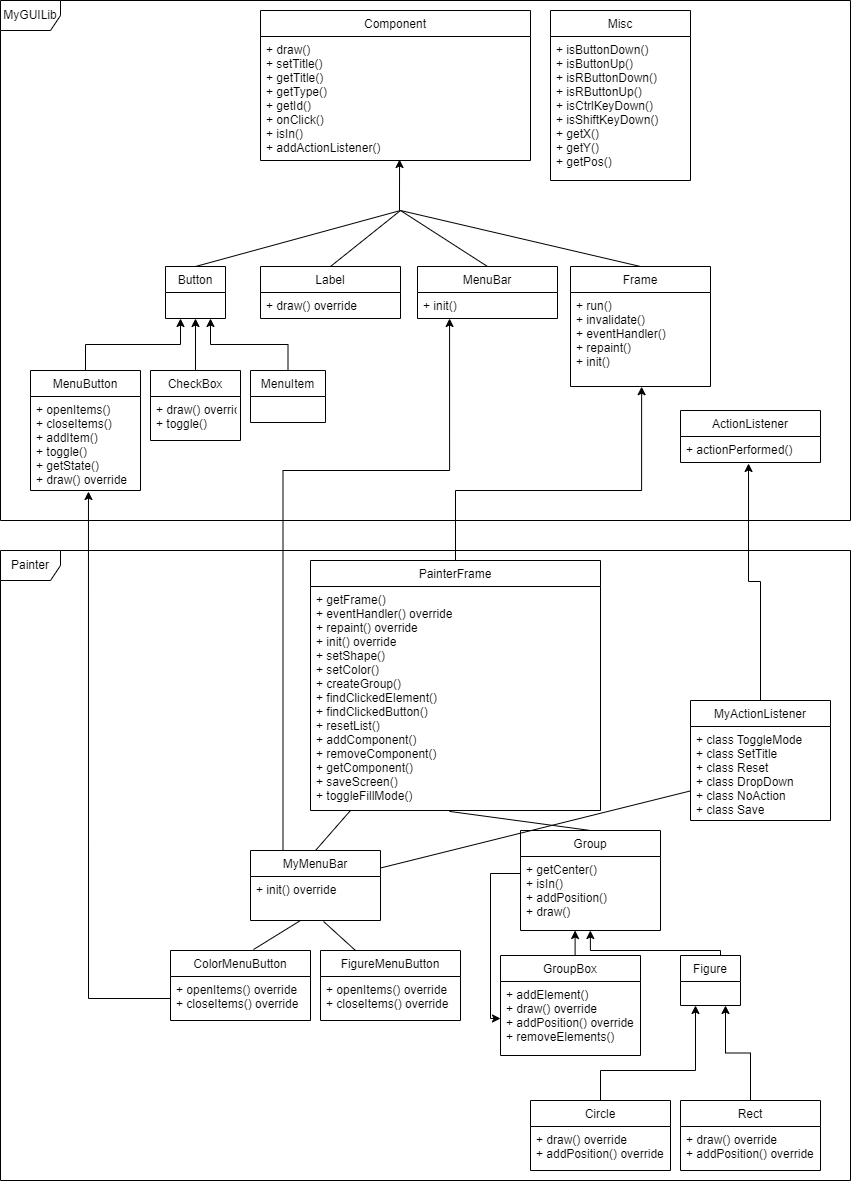 MyGUILib
Component
+ draw()
+ setTitle()
+ getTitle()
+ getType()
+ getId()
+ onClick()
+ isIn()
+ addActionListener()
Misc
+ isButtonDown()
+ isButtonUp()
+ isRButtonDown()
+ isRButtonUp()
+ isCtrlKeyDown()
+ isShiftKeyDown()
+ getX()
+ getY()
+ getPos()
Button
Label
+ draw() override
MenuBar
+ init()
Frame
+ run()
+ invalidate()
+ eventHandler()
+ repaint()
+ init()
MenuButton
+ openItems()
+ closeItems()
+ addItem()
+ toggle()
+ getState()
+ draw() override
CheckBox
+ draw() overri
+ toggle()
MenuItem
ActionListener
+ actionPerformed()
Painter
PainterFrame
+ getFrame()
+ eventHandler() override
+ repaint() override
+ init() override
+ setShape()
+ setColor()
+ createGroup()
+ findClickedElement()
+ findClickedButton()
+ resetList()
+ addComponent()
+ removeComponent()
+ getComponent()
+ saveScreen()
+ toggleFillMode()
MyActionListener
+ class ToggleMode
+ class SetTitle
+ class Reset
+ class DropDown
+ class NoAction
+ class Save
MyMenuBar
+ init() override
Group
+ getCenter()
+ isIn()
+ addPosition()
+ draw()
ColorMenuButton
+ openItems() override
+ closeItems() override
FigureMenuButton
+ openItems() override
+ closeItems() override
GroupBox
+ addElement()
+ draw() override
+ addPosition() override
+ removeElements()
Figure
Circle
+ draw() override
+ addPosition() override
Rect
+ draw() override
+ addPosition() override